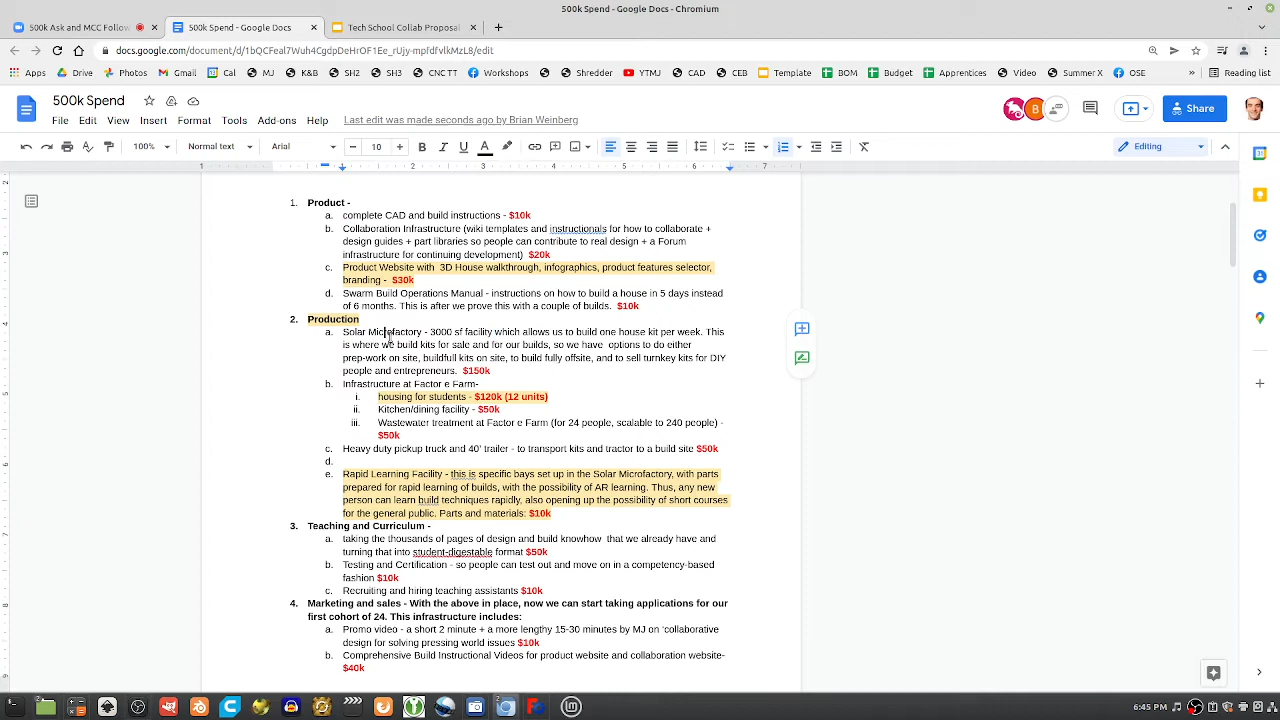 500k Spend - Google Docs - Chromium
500k Ask and MCC Follow
500k Spend - Google Docs
Tech School Collab Proposal
docs.google.com/document/d/1bQCFeal7Wuh4CgdpDeHrOF1Ee_rUjy-mpfdfvlkMzL8/edit
Apps Drive Photos Gmail Cal MJ K&B SH2 SH3 CNC TT Workshops Shredder YTMJ CAD CEB Template BOM Budget Apprentices Video Summer X OSE » Reading list
500k Spend
File Edit View Insert Format Tools Add-ons Help Last edit was made seconds ago by Brian Weinberg
B Share
100% Normal text Arial 10 B I U A Editing
1 1 2 3 4 5 6 7
1. Product -
a. complete CAD and build instructions - $10k
b. Collaboration Infrastructure (wiki templates and instructionals for how to collaborate +
design guides + part libraries so people can contribute to real design + a Forum
infrastructure for continuing development) $20k
c. Product Website with 3D House walkthrough, infographics, product features selector,
branding - $30k
d. Swarm Build Operations Manual - instructions on how to build a house in 5 days instead
of 6 months. This is after we prove this with a couple of builds. $10k
2. Production
a. Solar Microfactory - 3000 sf facility which allows us to build one house kit per week. This
is where we build kits for sale and for our builds, so we have options to do either
prep-work on site, buildfull kits on site, to build fully offsite, and to sell turnkey kits for DIY
people and entrepreneurs. $150k
b. Infrastructure at Factor e Farm-
i. housing for students - $120k (12 units)
ii. Kitchen/dining facility - $50k
iii. Wastewater treatment at Factor e Farm (for 24 people, scalable to 240 people) -
$50k
c. Heavy duty pickup truck and 40' trailer - to transport kits and tractor to a build site $50k
d.
e. Rapid Learning Facility - this is specific bays set up in the Solar Microfactory, with parts
prepared for rapid learning of builds, with the possibility of AR learning. Thus, any new
person can learn build techniques rapidly, also opening up the possibility of short courses
for the general public. Parts and materials: $10k
3. Teaching and Curriculum -
a. taking the thousands of pages of design and build knowhow that we already have and
turning that into student-digestable format $50k
b. Testing and Certification - so people can test out and move on in a competency-based
fashion $10k
c. Recruiting and hiring teaching assistants $10k
4. Marketing and sales - With the above in place, now we can start taking applications for our
first cohort of 24. This infrastructure includes:
a. Promo video - a short 2 minute + a more lengthy 15-30 minutes by MJ on 'collaborative
design for solving pressing world issues $10k
b. Comprehensive Build Instructional Videos for product website and collaboration website-
$40k
6:45 PM